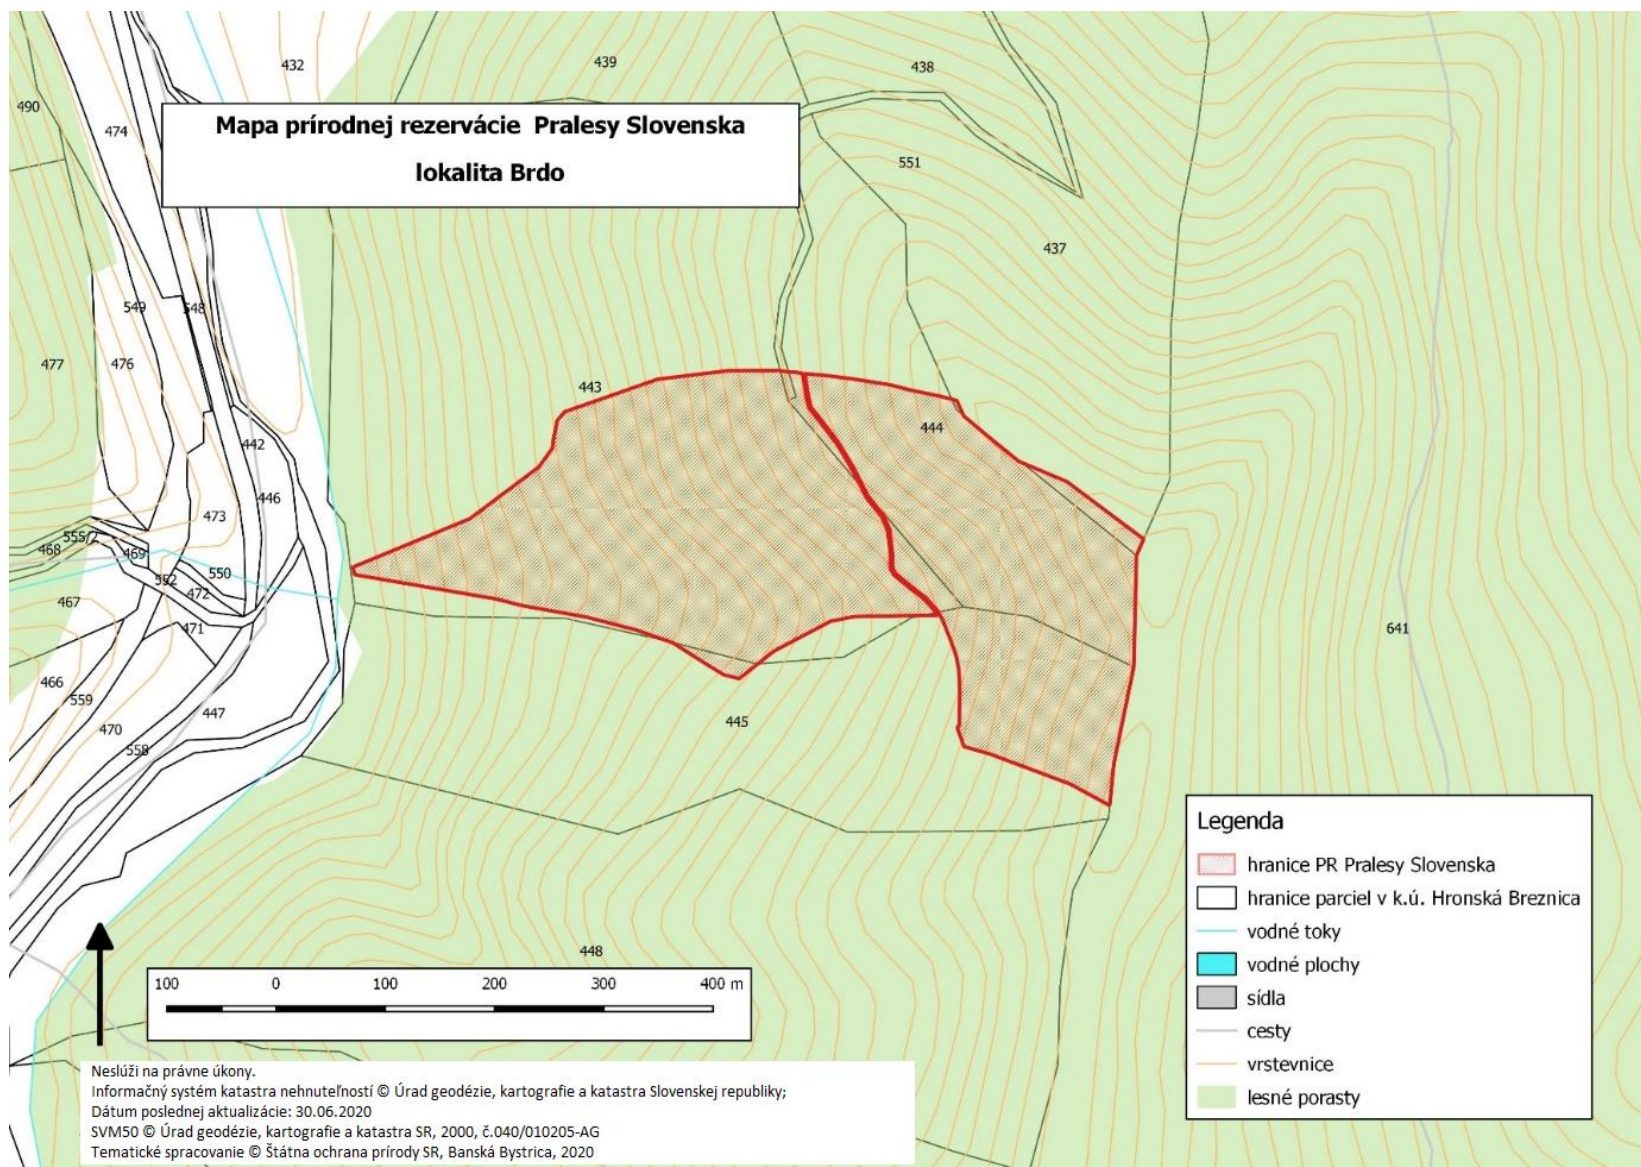 432
439
438
490
474
Mapa prírodnej rezervácie Pralesy Slovenska
lokalita Brdo
551
437
549
548
477
476
443
444
442
446
473
555/2
468
469
552
550
472
467
471
641
466
559
447
470
445
558
448
Legenda
hranice PR Pralesy Slovenska
hranice parciel v k.ú. Hronská Breznica
vodné toky
vodné plochy
sídla
cesty
vrstevnice
lesné porasty
100 0 100 200 300 400 m
Neslúži na právne úkony.
Informačný systém katastra nehnuteľností © Úrad geodézie, kartografie a katastra Slovenskej republiky;
Dátum poslednej aktualizácie: 30.06.2020
SVM50 © Úrad geodézie, kartografie a katastra SR, 2000, č.040/010205-AG
Tematické spracovanie © Štátna ochrana prírody SR, Banská Bystrica, 2020